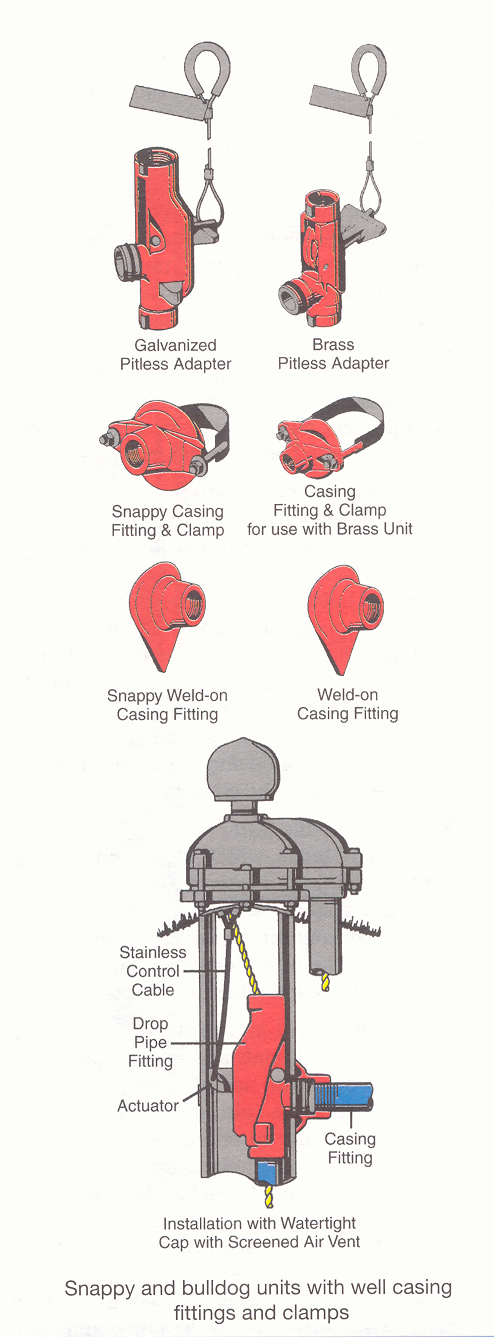 Galvanized
Pitless Adapter
Brass
Pitless Adapter
Snappy Casing
Fitting & Clamp
Casing
Fitting & Clamp
for use with Brass Unit
Snappy Weld-on
Casing Fitting
Weld-on
Casing Fitting
Stainless
Control
Cable
Drop
Pipe
Fitting
Actuator
Casing
Fitting
Installation with Watertight
Cap with Screened Air Vent
Snappy and bulldog units with well casing
fittings and clamps